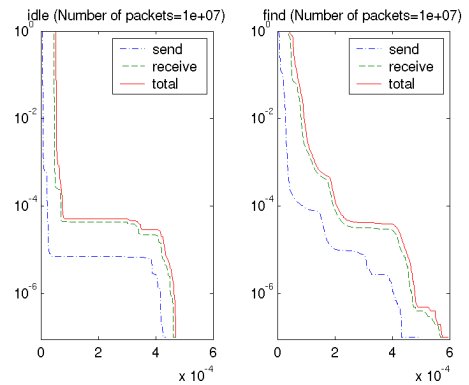 idle (Number of packets=1e+07)
10^0
10^-2
10^-4
10^-6
send
receive
total
0 2 4 6
x 10^-4
find (Number of packets=1e+07)
10^0
10^-2
10^-4
10^-6
send
receive
total
0 2 4 6
x 10^-4